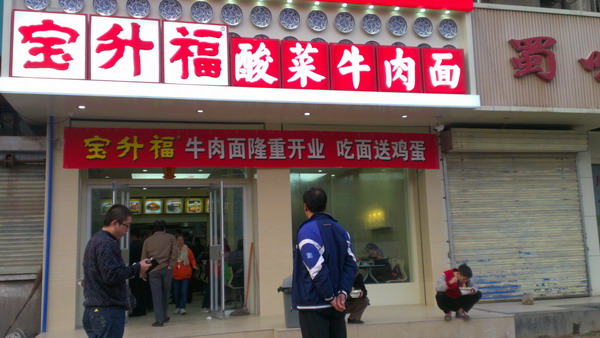 宝升福 酸菜牛肉面
蜀
宝升福 牛肉面隆重开业 吃面送鸡蛋